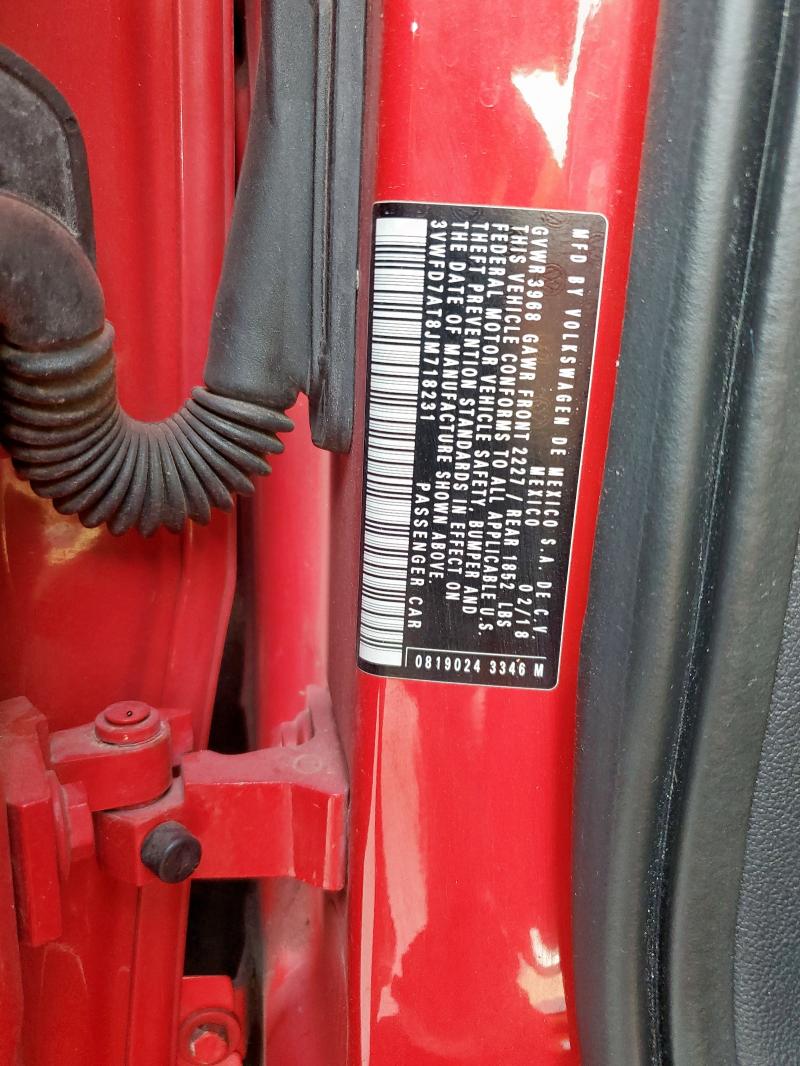 MFD BY VOLKSWAGEN DE MEXICO S.A. DE C.V.
MEXICO 02/18
GVWR 3968 GAWR FRONT 2227 / REAR 1852 LBS
THIS VEHICLE CONFORMS TO ALL APPLICABLE U.S.
FEDERAL MOTOR VEHICLE SAFETY, BUMPER AND
THEFT PREVENTION STANDARDS IN EFFECT ON
THE DATE OF MANUFACTURE SHOWN ABOVE.
3VWFD7AT8JM718231 PASSENGER CAR
0819024 3346 M